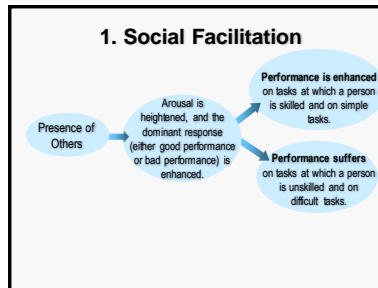 1. Social Facilitation
Presence of
Others
Arousal is
heightened, and the
dominant response
(either good performance
or bad performance) is
enhanced.
Performance is enhanced
on tasks at which a person
is skilled and on simple
tasks.
Performance suffers
on tasks at which a person
is unskilled and on
difficult tasks.